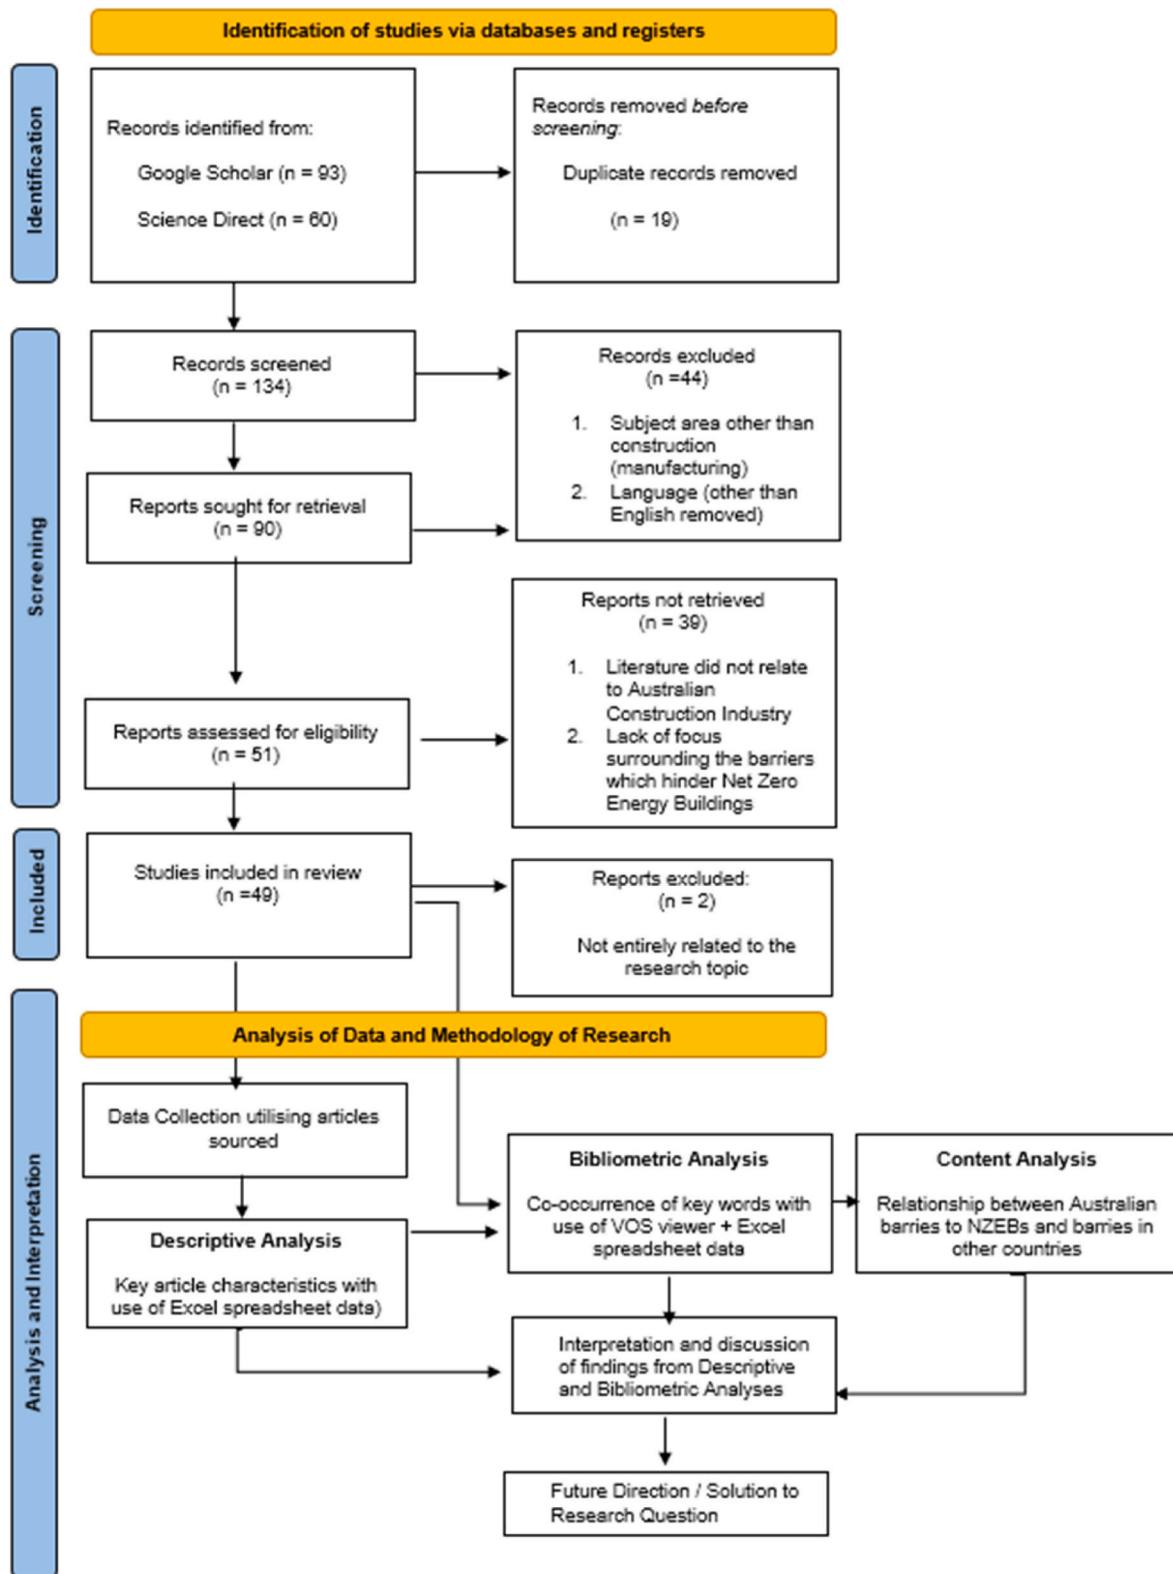 Identification of studies via databases and registers
Identification
Records identified from:
Google Scholar (n = 93)
Science Direct (n = 60)
Records removed before
screening:
Duplicate records removed
(n = 19)
Screening
Records screened
(n = 134)
Records excluded
(n =44)
1. Subject area other than
construction
(manufacturing)
2. Language (other than
English removed)
Reports sought for retrieval
(n = 90)
Reports not retrieved
(n = 39)
1. Literature did not relate
to Australian
Construction Industry
2. Lack of focus
surrounding the barriers
which hinder Net Zero
Energy Buildings
Reports assessed for eligibility
(n = 51)
Included
Studies included in review
(n =49)
Reports excluded:
(n = 2)
Not entirely related to the
research topic
Analysis and Interpretation
Analysis of Data and Methodology of Research
Data Collection utilising articles
sourced
Descriptive Analysis
Key article characteristics with
use of Excel spreadsheet data)
Bibliometric Analysis
Co-occurrence of key words with
use of VOS viewer + Excel
spreadsheet data
Content Analysis
Relationship between Australian
barries to NZEBs and barries in
other countries
Interpretation and discussion
of findings from Descriptive
and Bibliometric Analyses
Future Direction / Solution to
Research Question